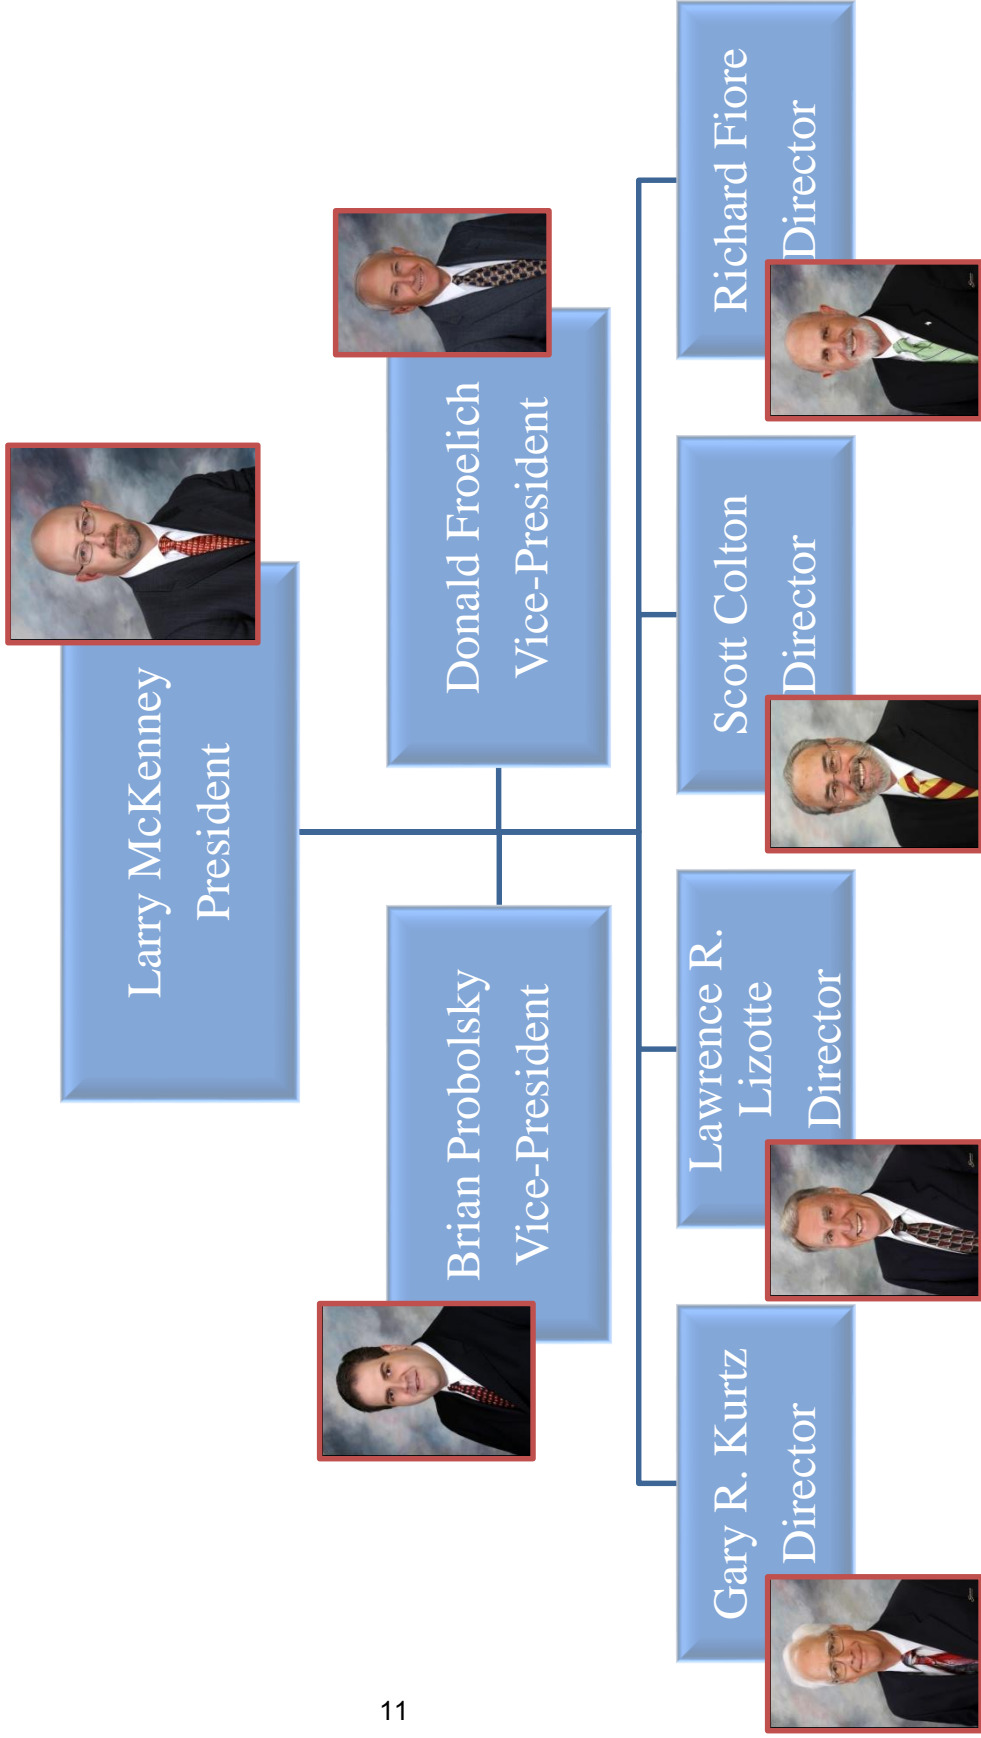 Larry McKenney
President
Brian Probolsky
Vice-President
Donald Froelich
Vice-President
Gary R. Kurtz
Director
Lawrence R.
Lizotte
Director
Scott Colton
Director
Richard Fiore
Director
11